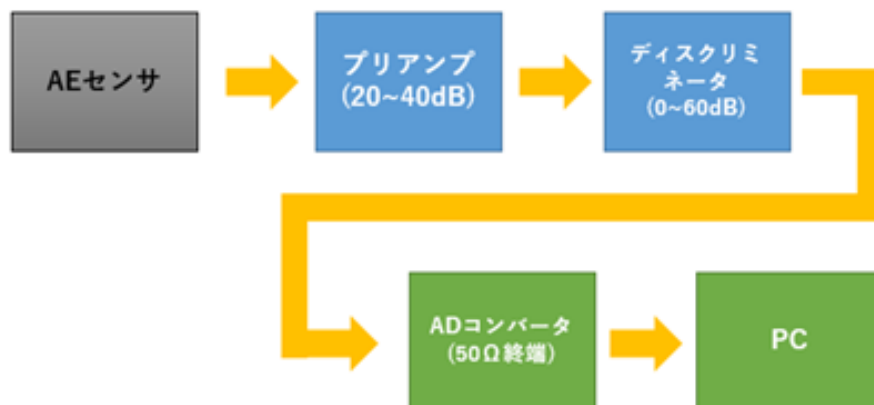 AEセンサ
プリアンプ
(20~40dB)
ディスクリミ
ネータ
(0~60dB)
ADコンバータ
(50Ω終端)
PC